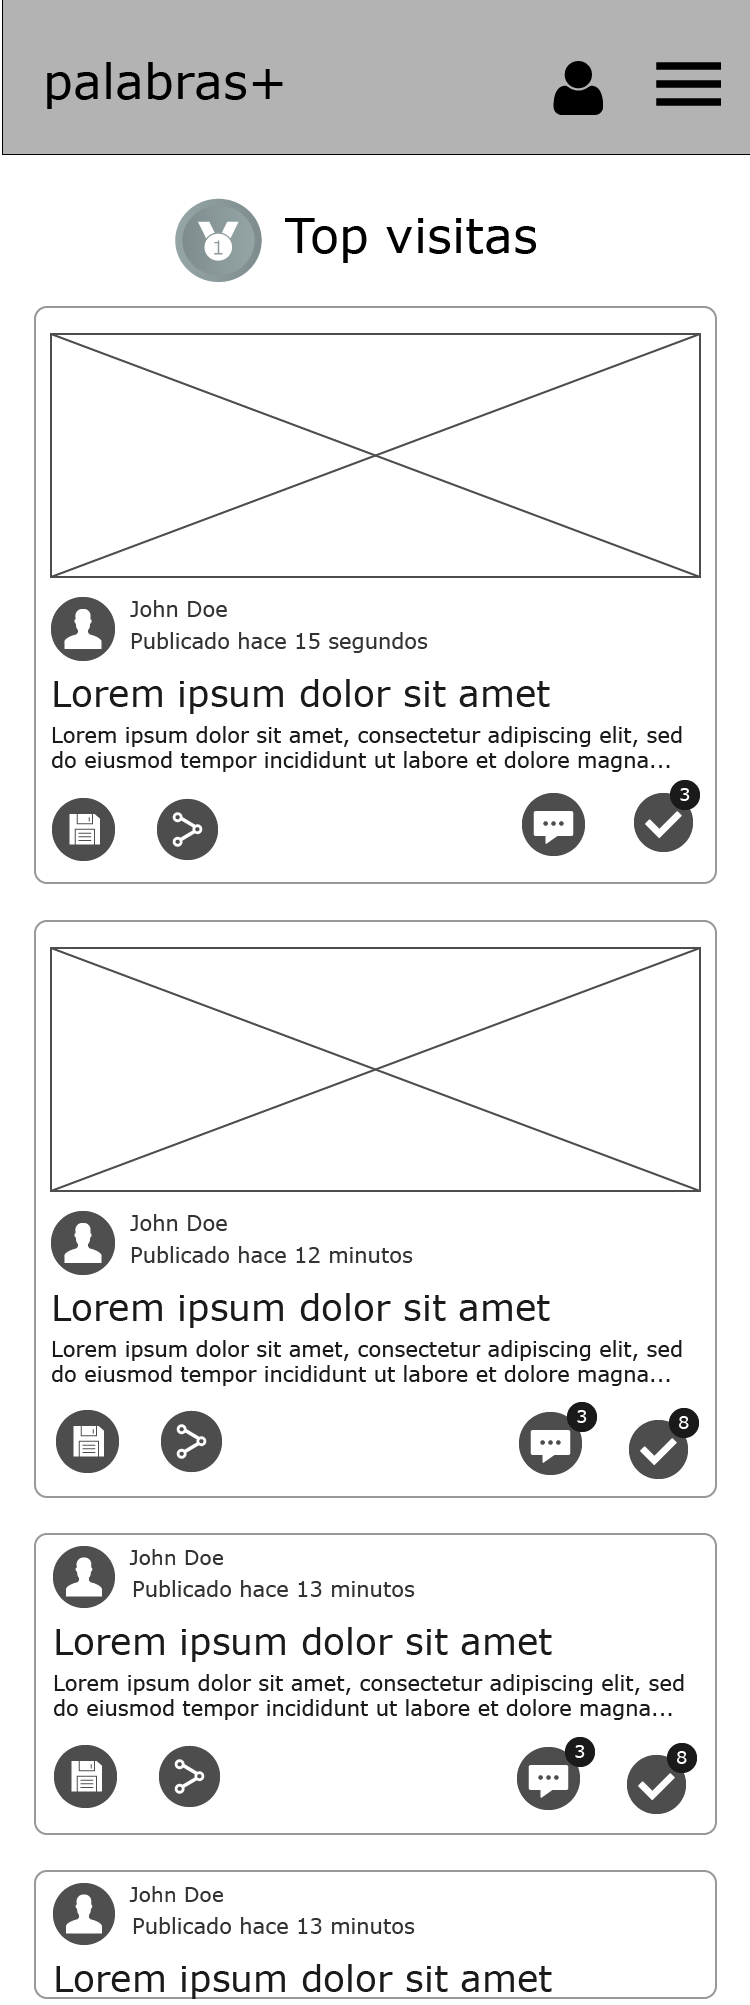 palabras+
1
Top visitas
John Doe
Publicado hace 15 segundos
Lorem ipsum dolor sit amet
Lorem ipsum dolor sit amet, consectetur adipiscing elit, sed
do eiusmod tempor incididunt ut labore et dolore magna...
3
John Doe
Publicado hace 12 minutos
Lorem ipsum dolor sit amet
Lorem ipsum dolor sit amet, consectetur adipiscing elit, sed
do eiusmod tempor incididunt ut labore et dolore magna...
3
8
John Doe
Publicado hace 13 minutos
Lorem ipsum dolor sit amet
Lorem ipsum dolor sit amet, consectetur adipiscing elit, sed
do eiusmod tempor incididunt ut labore et dolore magna...
3
8
John Doe
Publicado hace 13 minutos
Lorem ipsum dolor sit amet